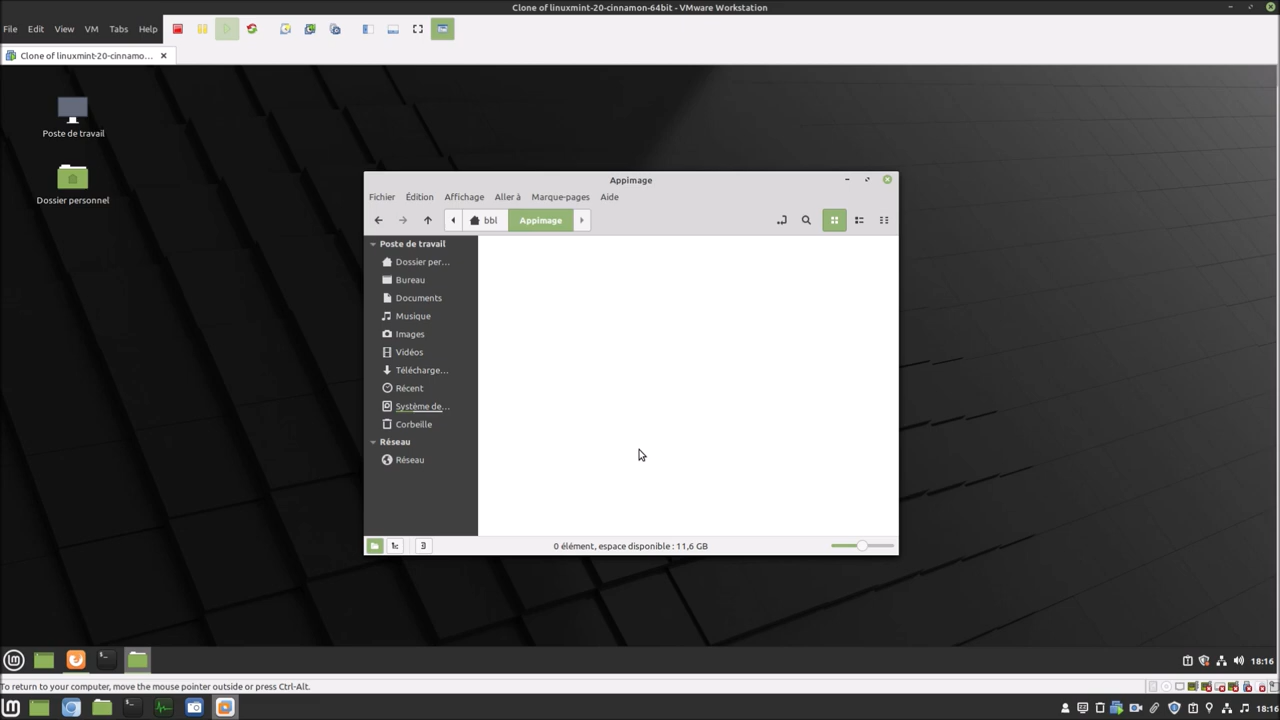 Clone of linuxmint-20-cinnamon-64bit - VMware Workstation
File Edit View VM Tabs Help
Clone of linuxmint-20-cinnamo...
Poste de travail
Dossier personnel
Appimage
Fichier Édition Affichage Aller à Marque-pages Aide
bbl Appimage
Poste de travail
Dossier per...
Bureau
Documents
Musique
Images
Vidéos
Télécharge...
Récent
Système de...
Corbeille
Réseau
Réseau
0 élément, espace disponible : 11,6 GB
18:16
To return to your computer, move the mouse pointer outside or press Ctrl-Alt.
18:16